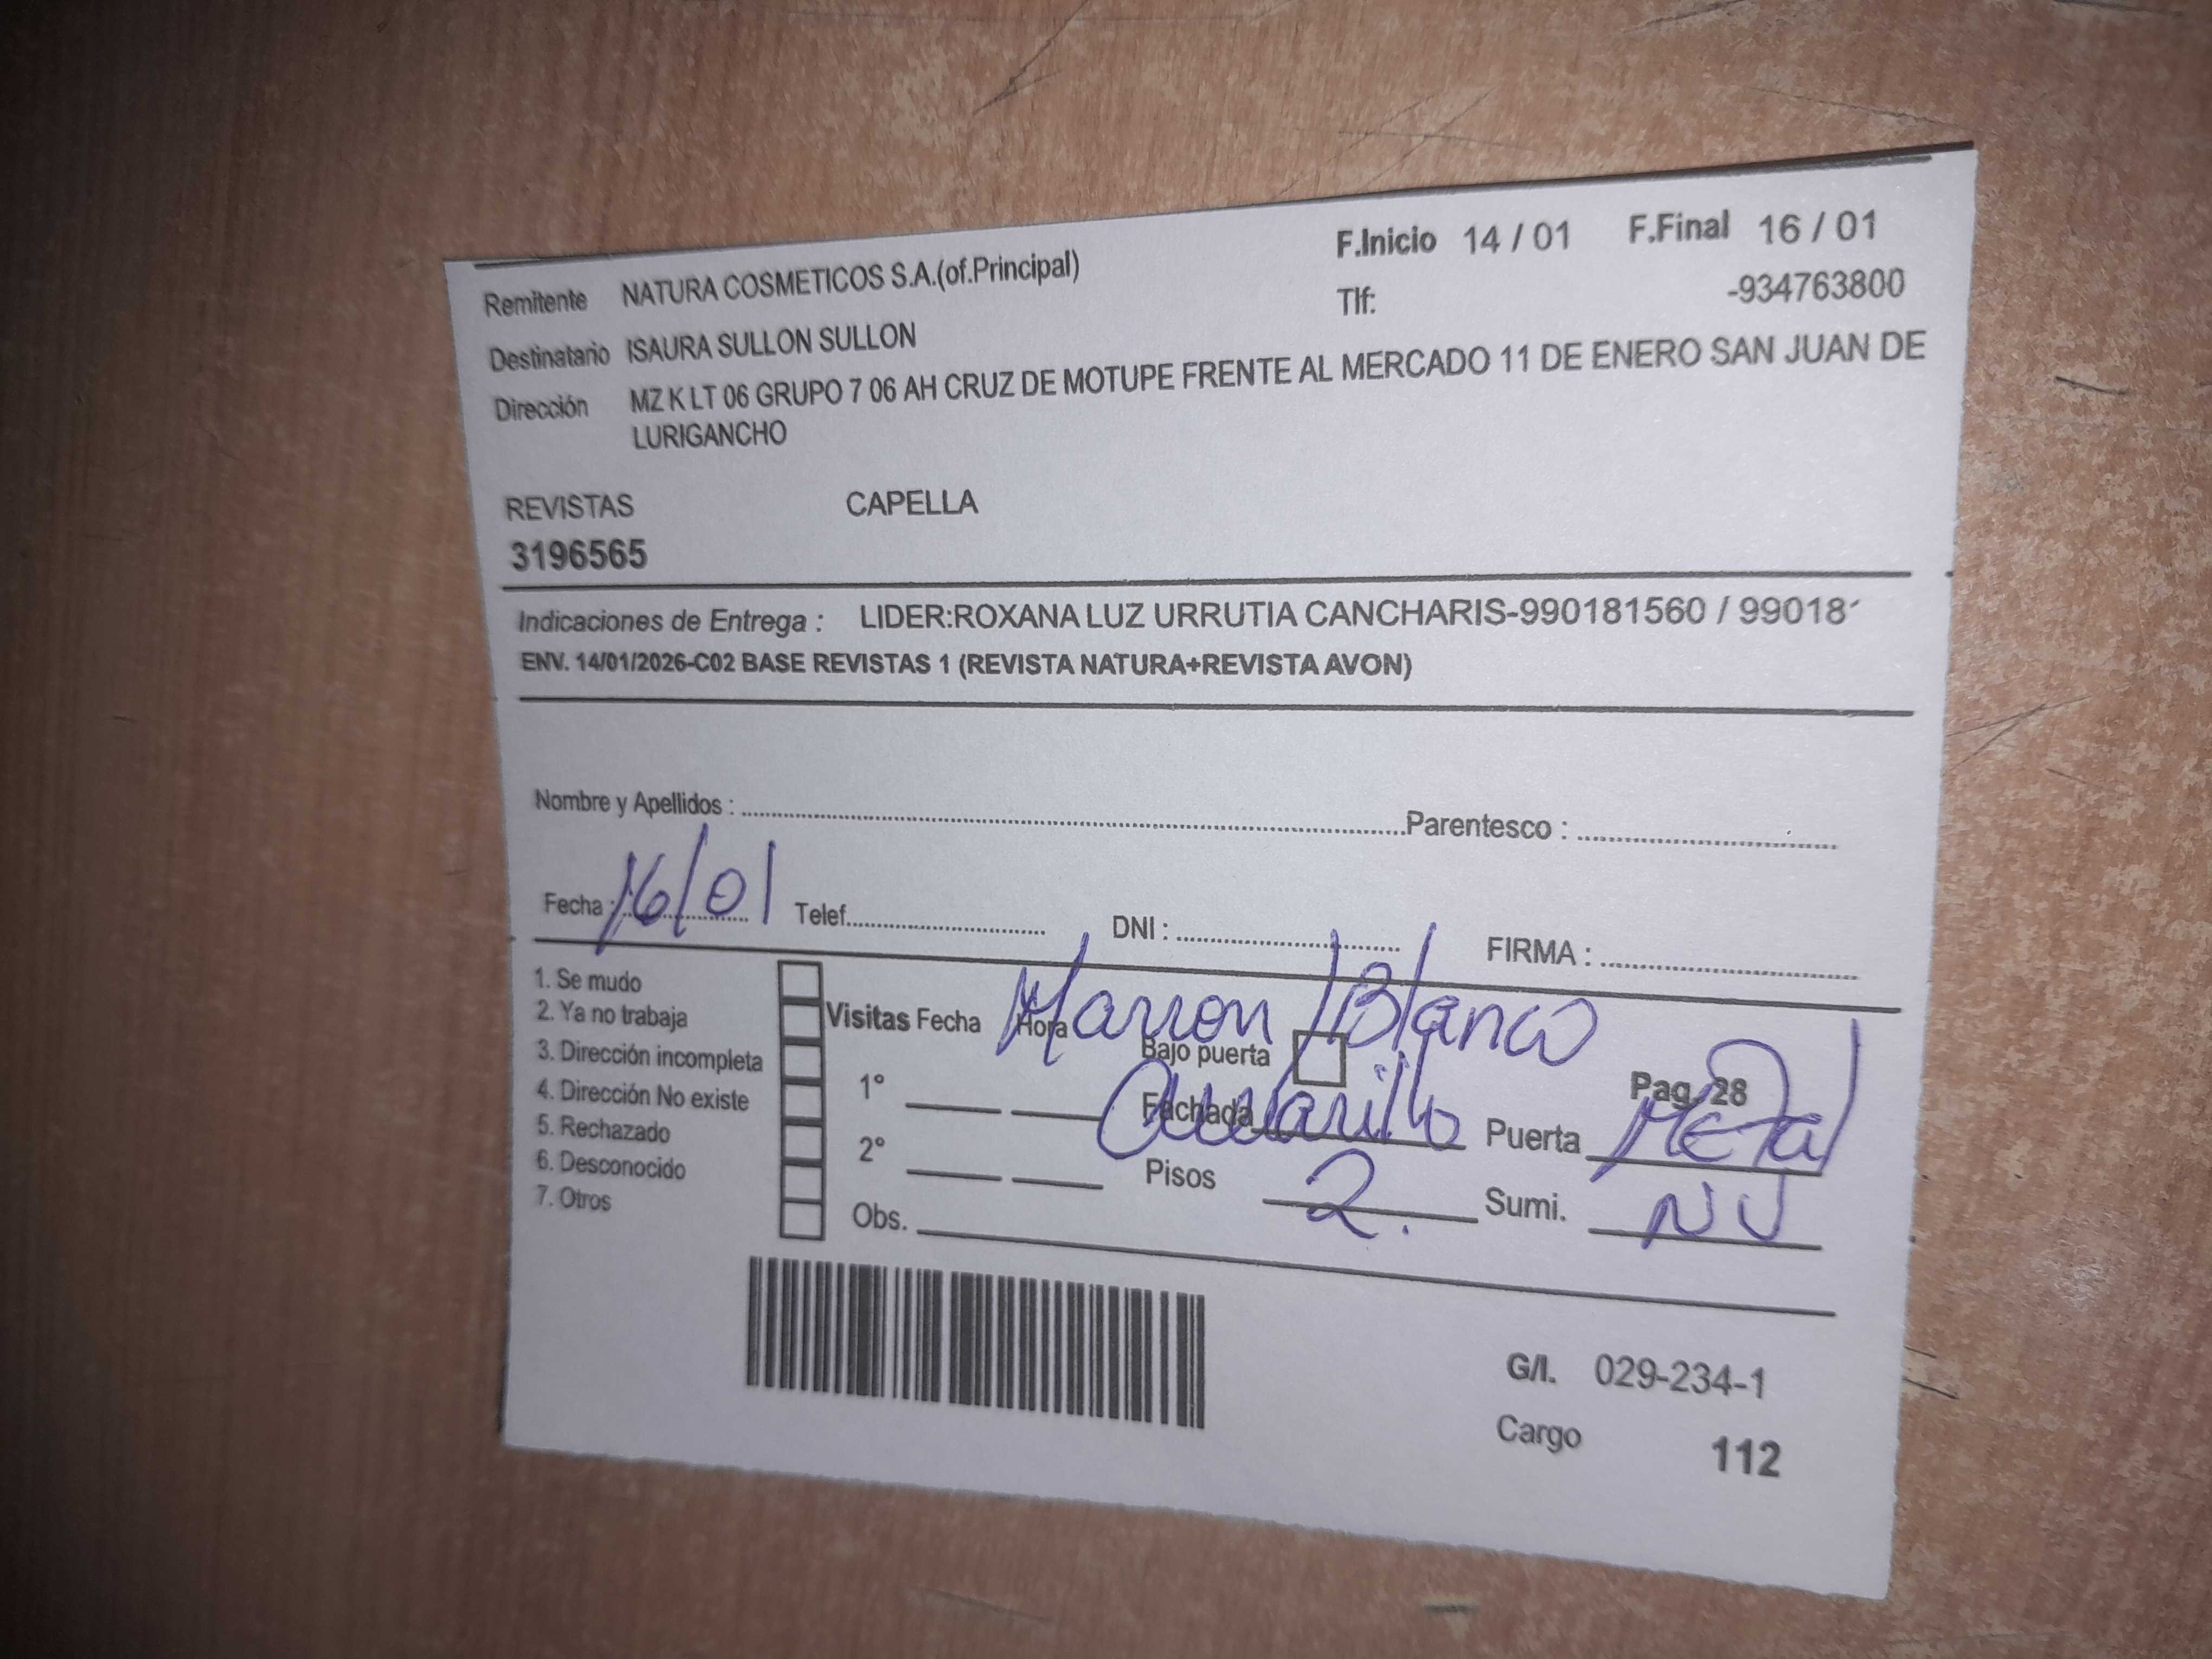 F.Inicio 14 / 01 F.Final 16 / 01
Remitente NATURA COSMETICOS S.A.(of.Principal)
Tlf: -934763800
Destinatario ISAURA SULLON SULLON
Dirección MZ K LT 06 GRUPO 7 06 AH CRUZ DE MOTUPE FRENTE AL MERCADO 11 DE ENERO SAN JUAN DE
LURIGANCHO
REVISTAS CAPELLA
3196565
Indicaciones de Entrega : LIDER:ROXANA LUZ URRUTIA CANCHARIS-990181560 / 99018
ENV. 14/01/2026-C02 BASE REVISTAS 1 (REVISTA NATURA+REVISTA AVON)
Nombre y Apellidos : Parentesco :
Fecha : 16/01 Telef. DNI : FIRMA :
1. Se mudo
2. Ya no trabaja
3. Dirección incompleta
4. Dirección No existe
5. Rechazado
6. Desconocido
7. Otros
Visitas Fecha Hora Marron/Blanco
Bajo puerta
Pag. 28
1° Fachada Amarillo Puerta Metal
2° Pisos 2. Sumi. NV
Obs.
G/I. 029-234-1
Cargo 112